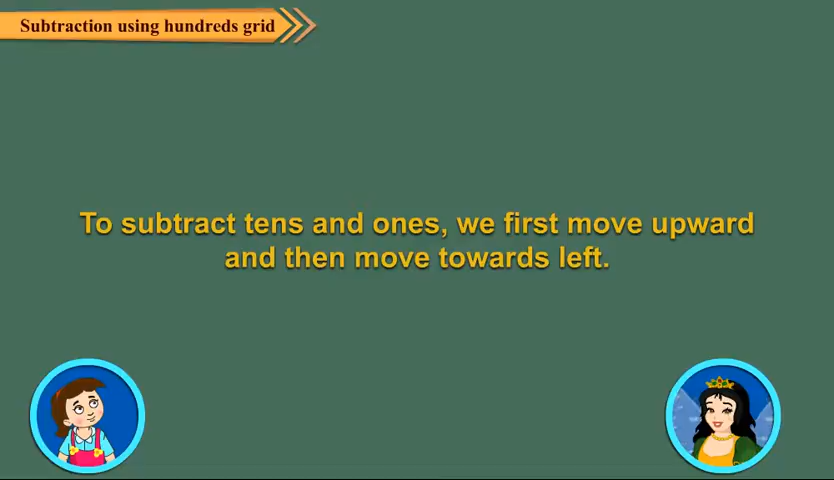 Subtraction using hundreds grid
To subtract tens and ones, we first move upward
and then move towards left.